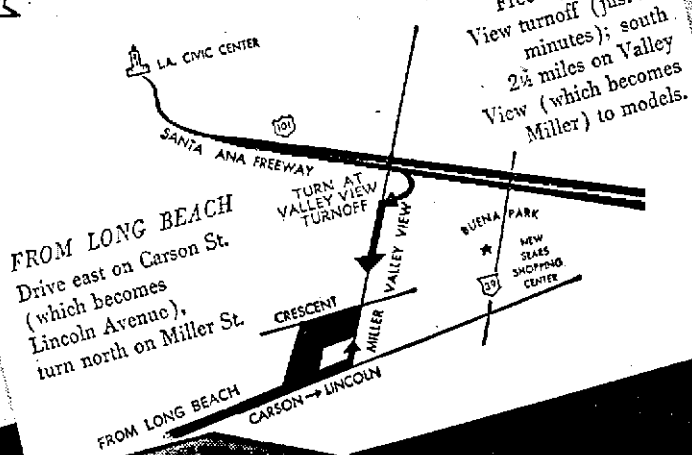 View turnoff (jus
minutes); south
2½ miles on Valley
View (which becomes
Miller) to models.
L.A. CIVIC CENTER
101
SANTA ANA FREEWAY
TURN AT
VALLEY VIEW
TURNOFF
FROM LONG BEACH
Drive east on Carson St.
(which becomes
Lincoln Avenue),
turn north on Miller St.
VALLEY VIEW
MILLER
BUENA PARK
NEW
SEARS
SHOPPING
CENTER
39
CRESCENT
CARSON → LINCOLN
FROM LONG BEACH